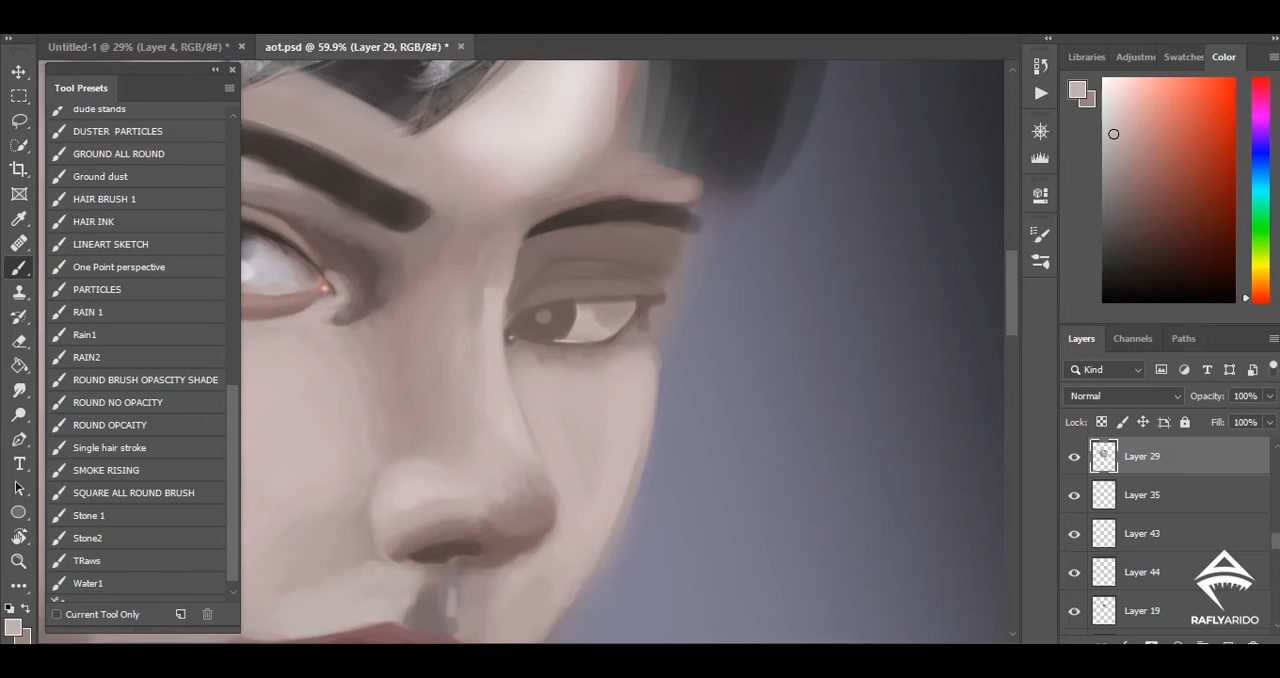 Untitled-1 @ 29% (Layer 4, RGB/8#) *
aot.psd @ 59.9% (Layer 29, RGB/8#) *
Tool Presets
dude stands
DUSTER PARTICLES
GROUND ALL ROUND
Ground dust
HAIR BRUSH 1
HAIR INK
LINEART SKETCH
One Point perspective
PARTICLES
RAIN 1
Rain1
RAIN2
ROUND BRUSH OPASCITY SHADE
ROUND NO OPACITY
ROUND OPCAITY
Single hair stroke
SMOKE RISING
SQUARE ALL ROUND BRUSH
Stone 1
Stone2
TRaws
Water1
Current Tool Only
Libraries Adjustm Swatches Color
Layers Channels Paths
Kind
Normal Opacity: 100%
Lock: Fill: 100%
Layer 29
Layer 35
Layer 43
Layer 44
Layer 19
RAFLYARIDO